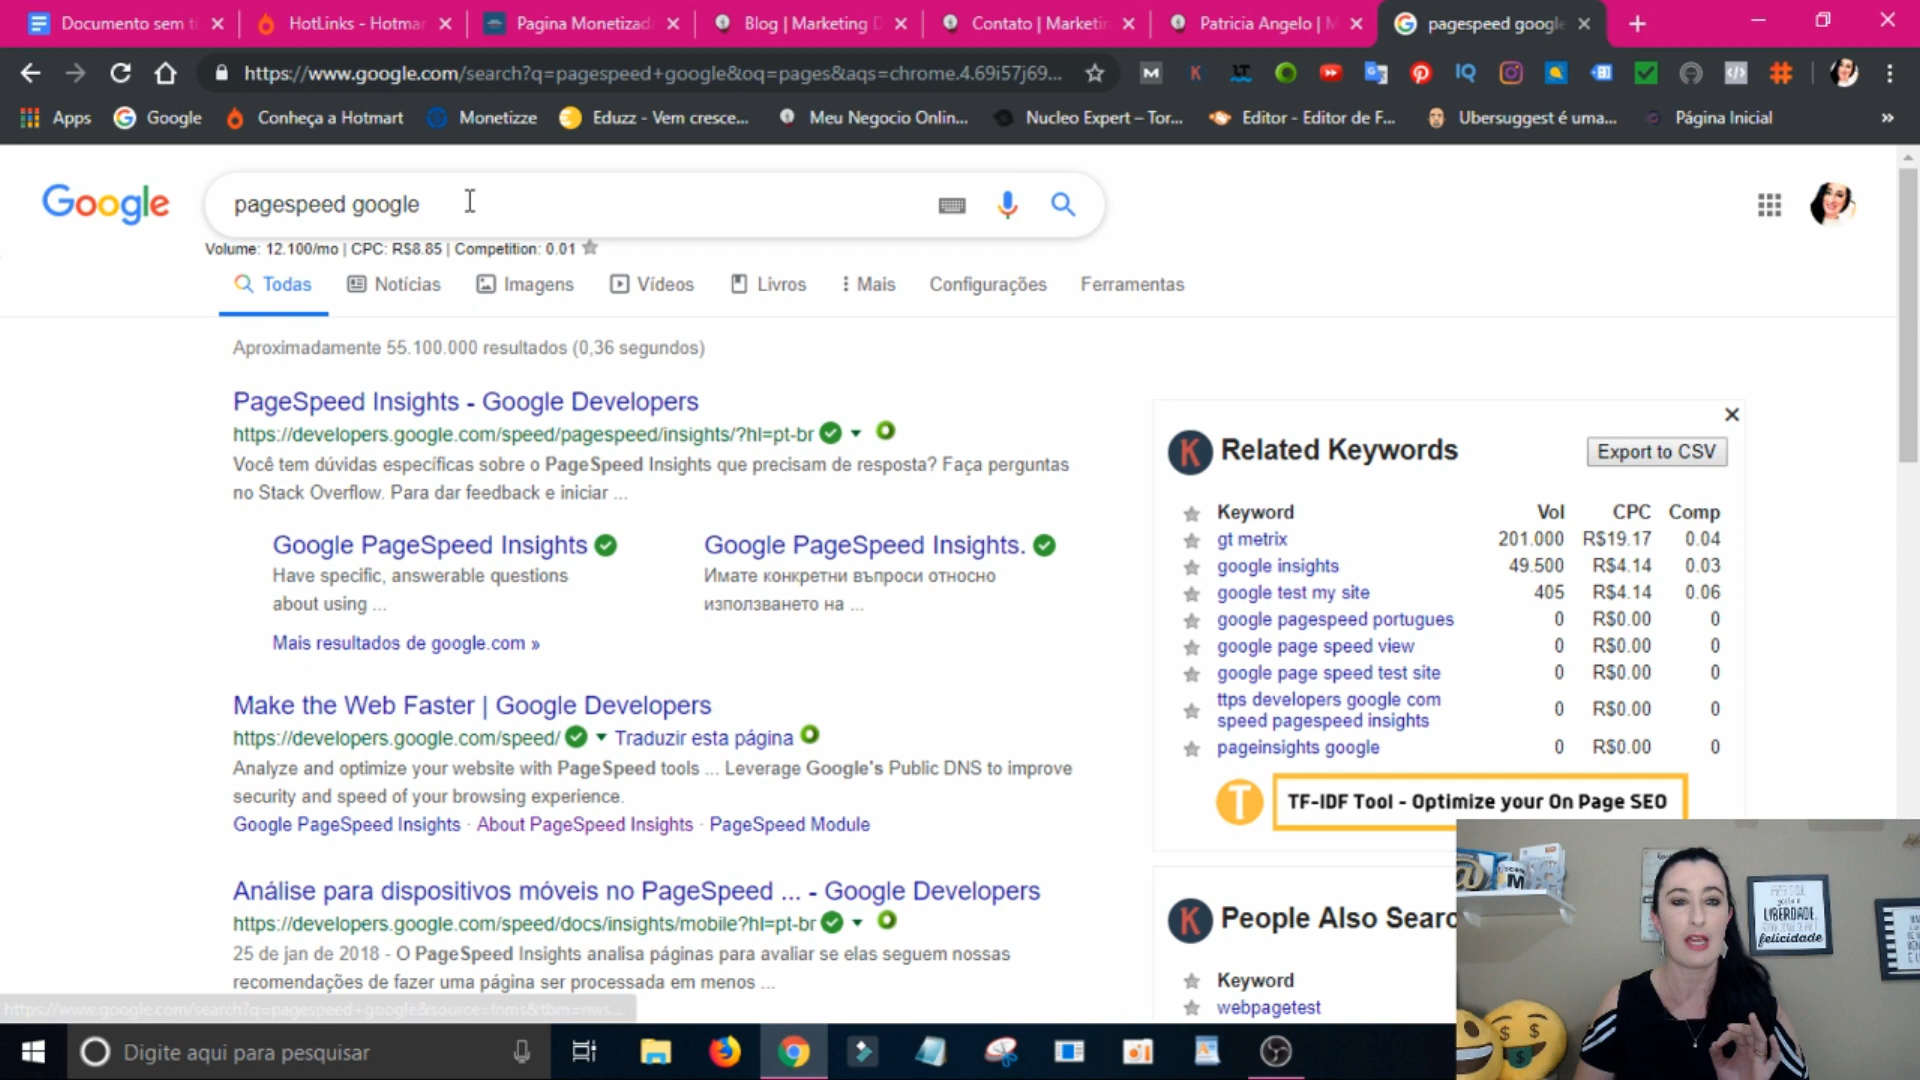 Documento sem tí
HotLinks - Hotmar
Pagina Monetizad
Blog | Marketing D
Contato | Marketin
Patricia Angelo | M
pagespeed google
https://www.google.com/search?q=pagespeed+google&oq=pages&aqs=chrome.4.69i57j69...
Apps
Google
Conheça a Hotmart
Monetizze
Eduzz - Vem cresce...
Meu Negocio Onlin...
Nucleo Expert – Tor...
Editor - Editor de F...
Ubersuggest é uma...
Página Inicial
Google
pagespeed google
Volume: 12.100/mo | CPC: R$8.85 | Competition: 0.01
Todas
Notícias
Imagens
Vídeos
Livros
Mais
Configurações
Ferramentas
Aproximadamente 55.100.000 resultados (0,36 segundos)
PageSpeed Insights - Google Developers
https://developers.google.com/speed/pagespeed/insights/?hl=pt-br
Você tem dúvidas específicas sobre o PageSpeed Insights que precisam de resposta? Faça perguntas
no Stack Overflow. Para dar feedback e iniciar ...
Google PageSpeed Insights
Have specific, answerable questions
about using ...
Google PageSpeed Insights.
Имате конкретни въпроси относно
използването на ...
Mais resultados de google.com »
Make the Web Faster | Google Developers
https://developers.google.com/speed/
Traduzir esta página
Analyze and optimize your website with PageSpeed tools ... Leverage Google's Public DNS to improve
security and speed of your browsing experience.
Google PageSpeed Insights · About PageSpeed Insights · PageSpeed Module
Análise para dispositivos móveis no PageSpeed ... - Google Developers
https://developers.google.com/speed/docs/insights/mobile?hl=pt-br
25 de jan de 2018 - O PageSpeed Insights analisa páginas para avaliar se elas seguem nossas
recomendações de fazer uma página ser processada em menos ...
https://www.google.com/search?q=pagespeed+google&source=lnms&tbm=nws...
Related Keywords
Export to CSV
Keyword Vol CPC Comp
gt metrix 201.000 R$19.17 0.04
google insights 49.500 R$4.14 0.03
google test my site 405 R$4.14 0.06
google pagespeed portugues 0 R$0.00 0
google page speed view 0 R$0.00 0
google page speed test site 0 R$0.00 0
ttps developers google com
speed pagespeed insights 0 R$0.00 0
pageinsights google 0 R$0.00 0
TF-IDF Tool - Optimize your On Page SEO
People Also Searc
Keyword
webpagetest
LIBERDADE
felicidade
Digite aqui para pesquisar